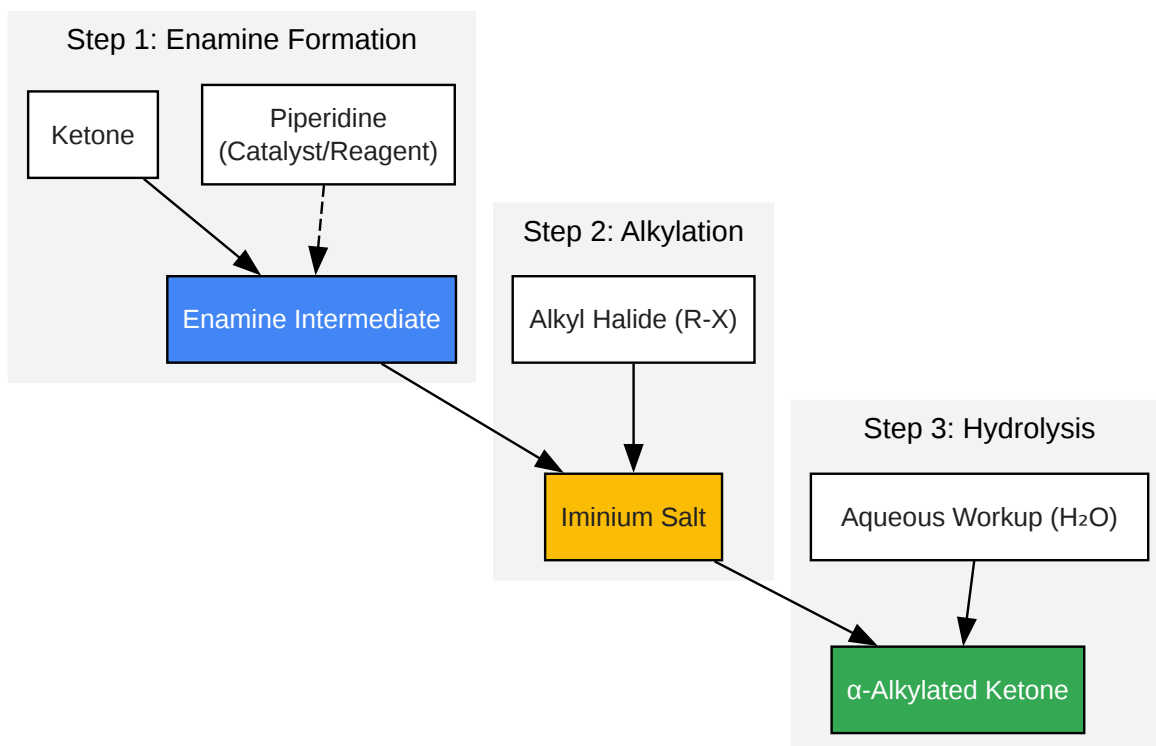 Step 1: Enamine Formation
Ketone
Piperidine
(Catalyst/Reagent)
Enamine Intermediate
Step 2: Alkylation
Alkyl Halide (R-X)
Iminium Salt
Step 3: Hydrolysis
Aqueous Workup (H₂O)
α-Alkylated Ketone